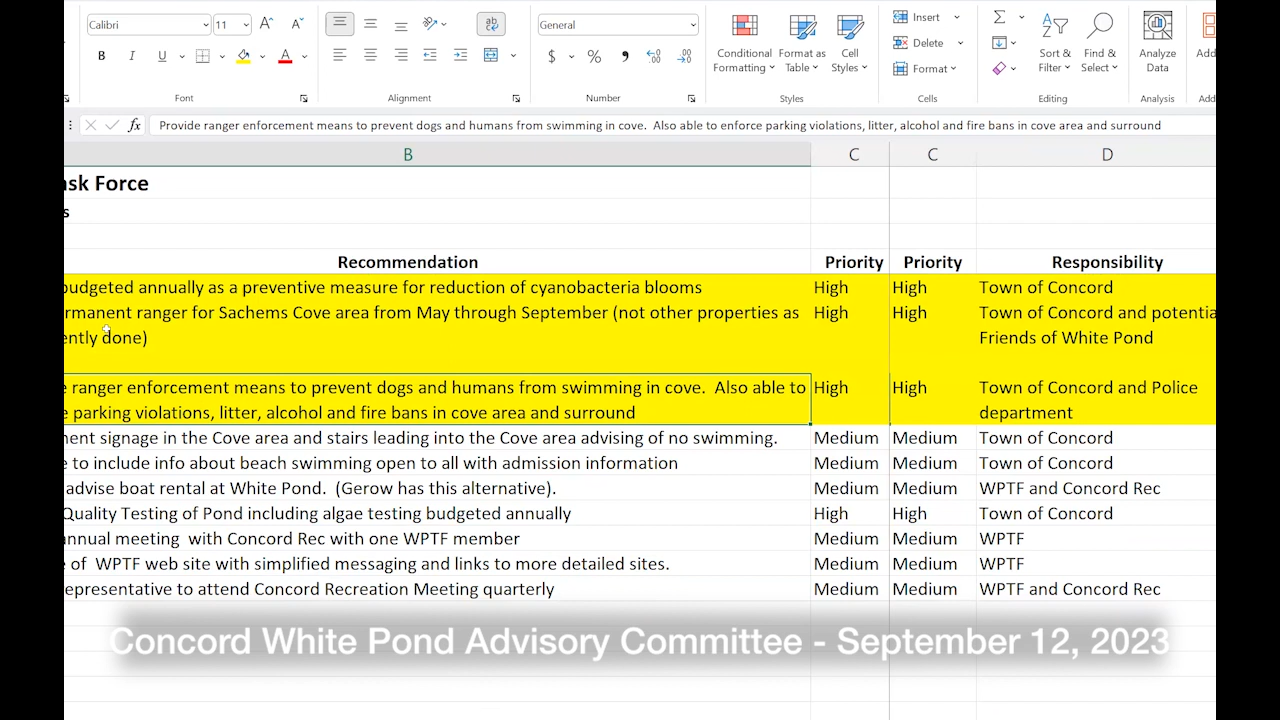 Calibri 11 A A ab General Insert Σ
Delete
B I U A $ % , Conditional Format as Cell Format Sort & Find & Analyze Add
Formatting Table Styles Filter Select Data
Font Alignment Number Styles Cells Editing Analysis Add
fx Provide ranger enforcement means to prevent dogs and humans from swimming in cove. Also able to enforce parking violations, litter, alcohol and fire bans in cove area and surround
B C C D
ask Force
s
Recommendation Priority Priority Responsibility
budgeted annually as a preventive measure for reduction of cyanobacteria blooms High High Town of Concord
ermanent ranger for Sachems Cove area from May through September (not other properties as High High Town of Concord and potentia
ently done) Friends of White Pond
e ranger enforcement means to prevent dogs and humans from swimming in cove. Also able to High High Town of Concord and Police
e parking violations, litter, alcohol and fire bans in cove area and surround department
nent signage in the Cove area and stairs leading into the Cove area advising of no swimming. Medium Medium Town of Concord
e to include info about beach swimming open to all with admission information Medium Medium Town of Concord
advise boat rental at White Pond. (Gerow has this alternative). Medium Medium WPTF and Concord Rec
Quality Testing of Pond including algae testing budgeted annually High High Town of Concord
annual meeting with Concord Rec with one WPTF member Medium Medium WPTF
e of WPTF web site with simplified messaging and links to more detailed sites. Medium Medium WPTF
epresentative to attend Concord Recreation Meeting quarterly Medium Medium WPTF and Concord Rec
Concord White Pond Advisory Committee - September 12, 2023